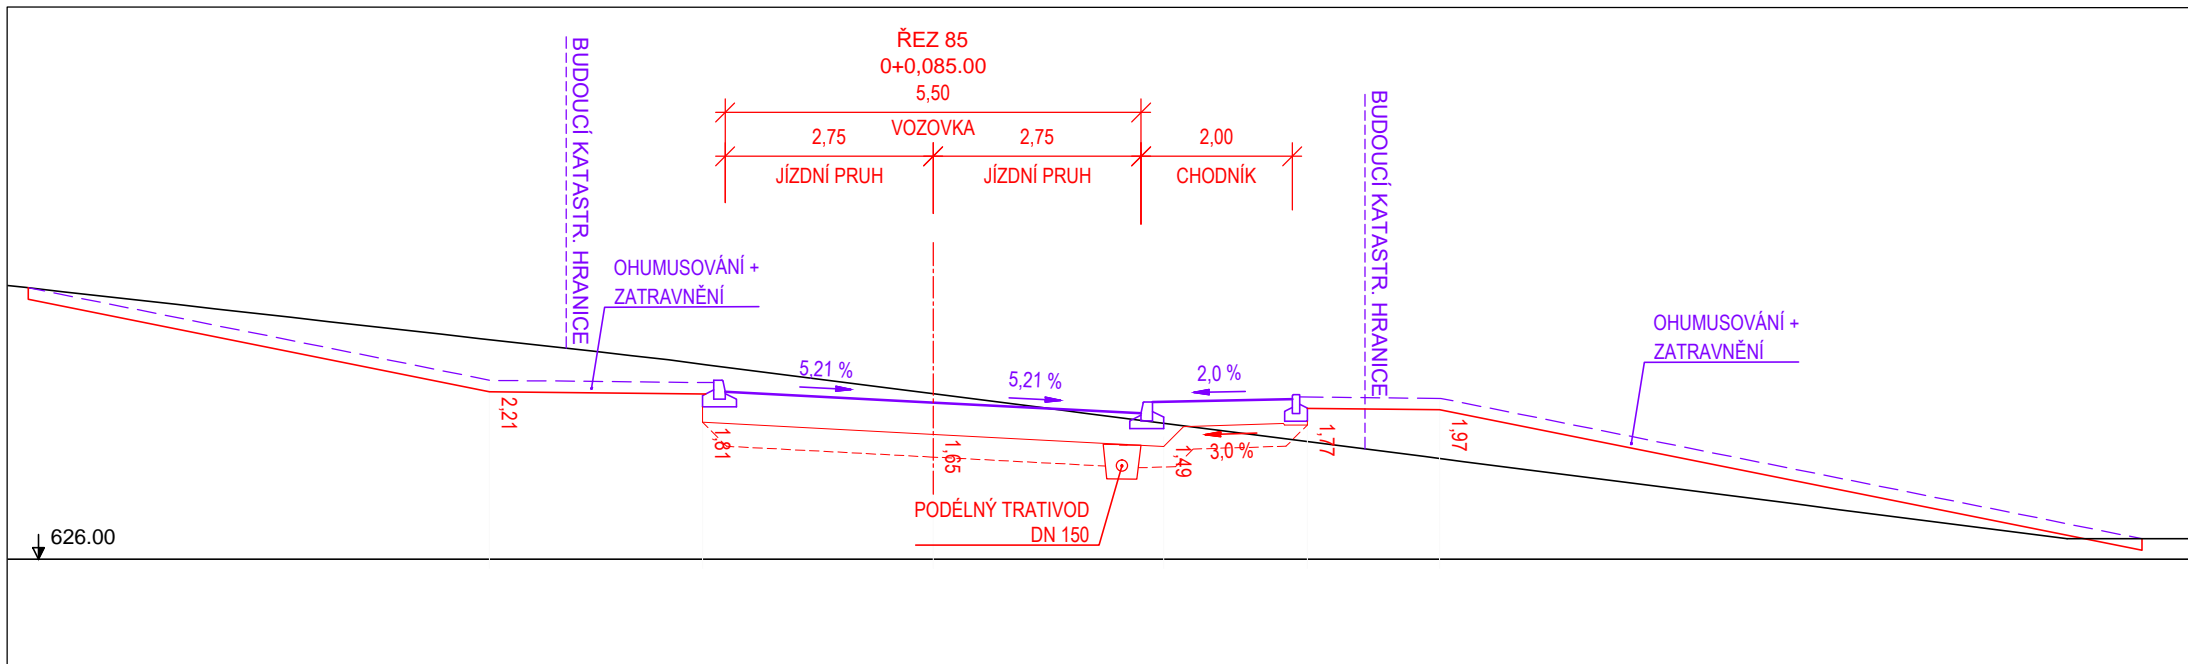 ŘEZ 85
0+0,085.00
5,50
VOZOVKA
2,75
2,75
2,00
JÍZDNÍ PRUH
JÍZDNÍ PRUH
CHODNÍK
BUDOUCÍ KATASTR. HRANICE
BUDOUCÍ KATASTR. HRANICE
OHUMUSOVÁNÍ +
ZATRAVNĚNÍ
OHUMUSOVÁNÍ +
ZATRAVNĚNÍ
5,21 %
5,21 %
2,0 %
2,21
1,81
1,65
1,49
3,0 %
1,77
1,97
PODÉLNÝ TRATIVOD
DN 150
626.00